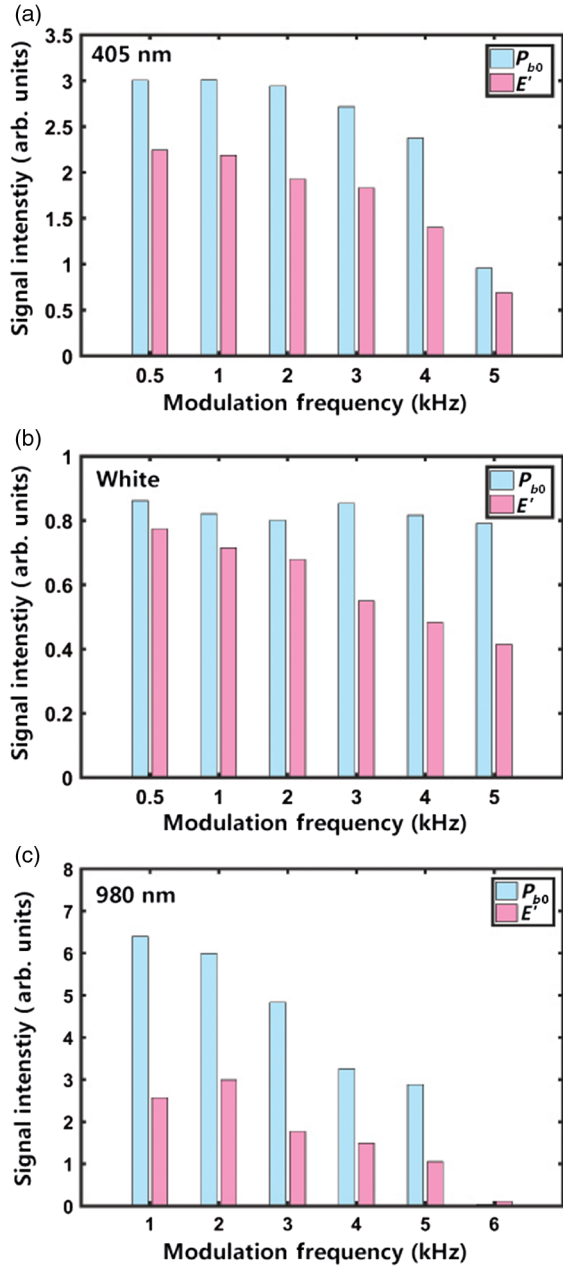 (a)
405 nm
P_b0
E'
3.5
3
2.5
2
1.5
1
0.5
0
Signal intenstiy (arb. units)
0.5 1 2 3 4 5
Modulation frequency (kHz)
(b)
White
P_b0
E'
1
0.8
0.6
0.4
0.2
0
Signal intenstiy (arb. units)
0.5 1 2 3 4 5
Modulation frequency (kHz)
(c)
980 nm
P_b0
E'
8
7
6
5
4
3
2
1
0
Signal intenstiy (arb. units)
1 2 3 4 5 6
Modulation frequency (kHz)